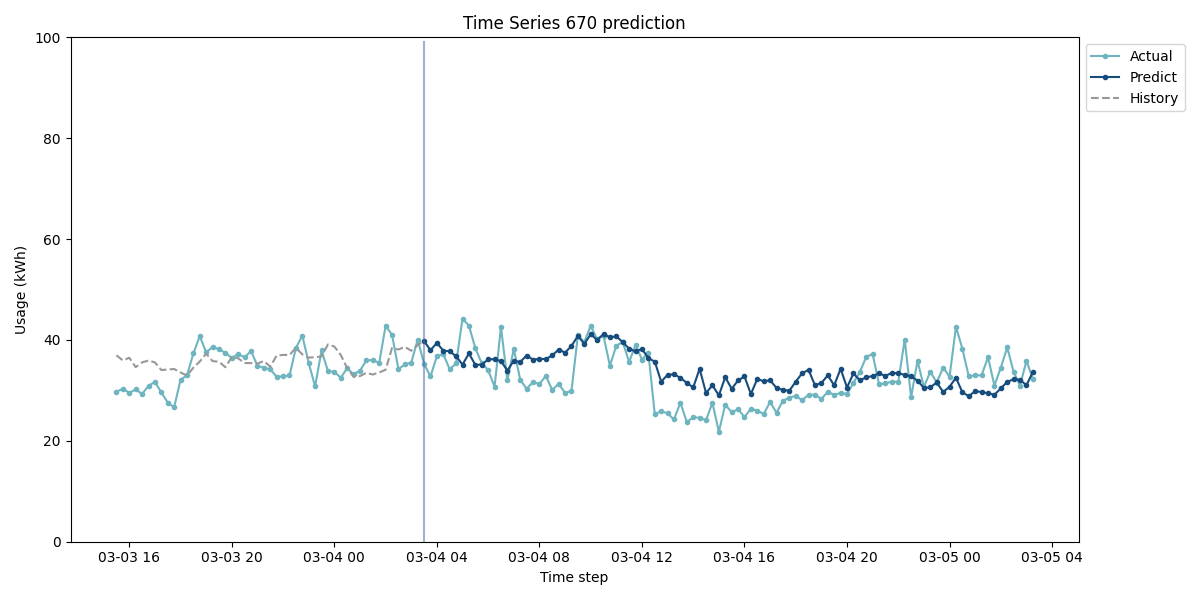 Time Series 670 prediction
100
80
60
40
20
0
Usage (kWh)
03-03 16
03-03 20
03-04 00
03-04 04
03-04 08
03-04 12
03-04 16
03-04 20
03-05 00
03-05 04
Time step
Actual
Predict
History